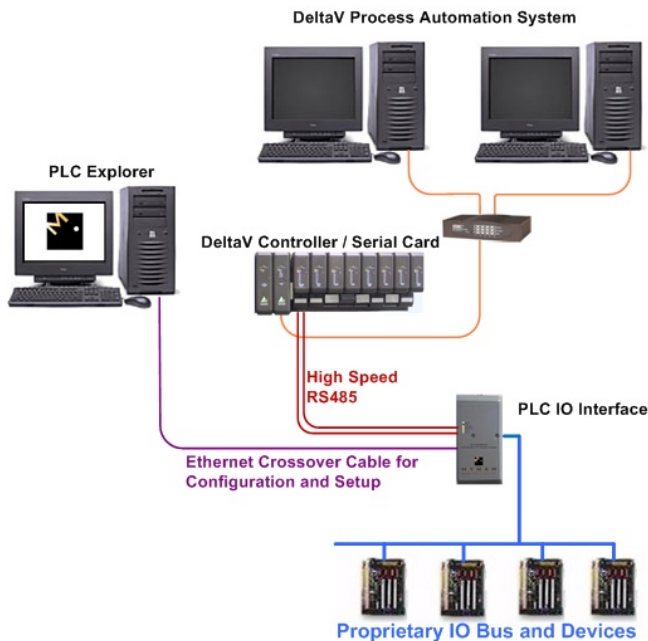 DeltaV Process Automation System
PLC Explorer
DeltaV Controller / Serial Card
High Speed
RS485
PLC IO Interface
Ethernet Crossover Cable for
Configuration and Setup
Proprietary IO Bus and Devices